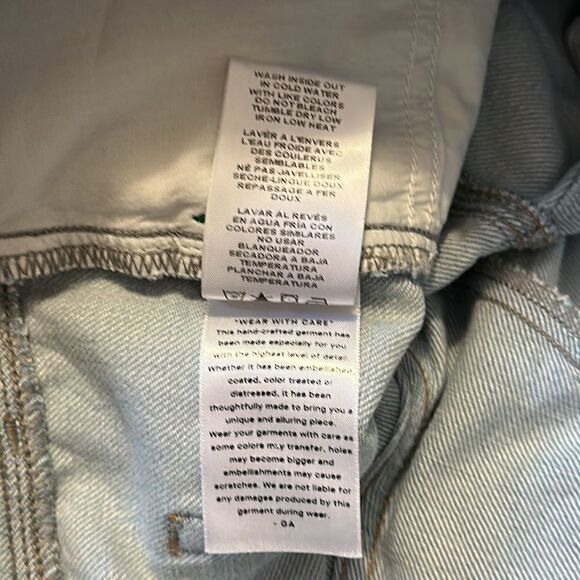 WASH INSIDE OUT
IN COLD WATER
WITH LIKE COLORS
DO NOT BLEACH
TUMBLE DRY LOW
IRON LOW HEAT
LAVÉR A L'ENVERS
L'EAU FROIDE AVEC
DES COULERUS
SEMBLABLES
NÉ PAS JAVELLISER
SECHE-LINGUE DOUX
REPASSAGE A FER
DOUX
LAVAR AL REVÉS
EN AGUA FRÍA CON
COLORES SIMILARES
NO USAR
BLANQUEADOR
SECADORA A BAJA
TEMPERATURA
PLANCHAR A BAJA
TEMPERATURA
"WEAR WITH CARE"
This hand-crafted garment has
been made especially for you
with the highest level of detail.
Whether it has been embellished,
coated, color treated or
distressed, it has been
thoughtfully made to bring you a
unique and alluring piece.
Wear your garments with care as
some colors may transfer, holes
may become bigger and
embellishments may cause
scratches. We are not liable for
any damages produced by this
garment during wear.
- GA